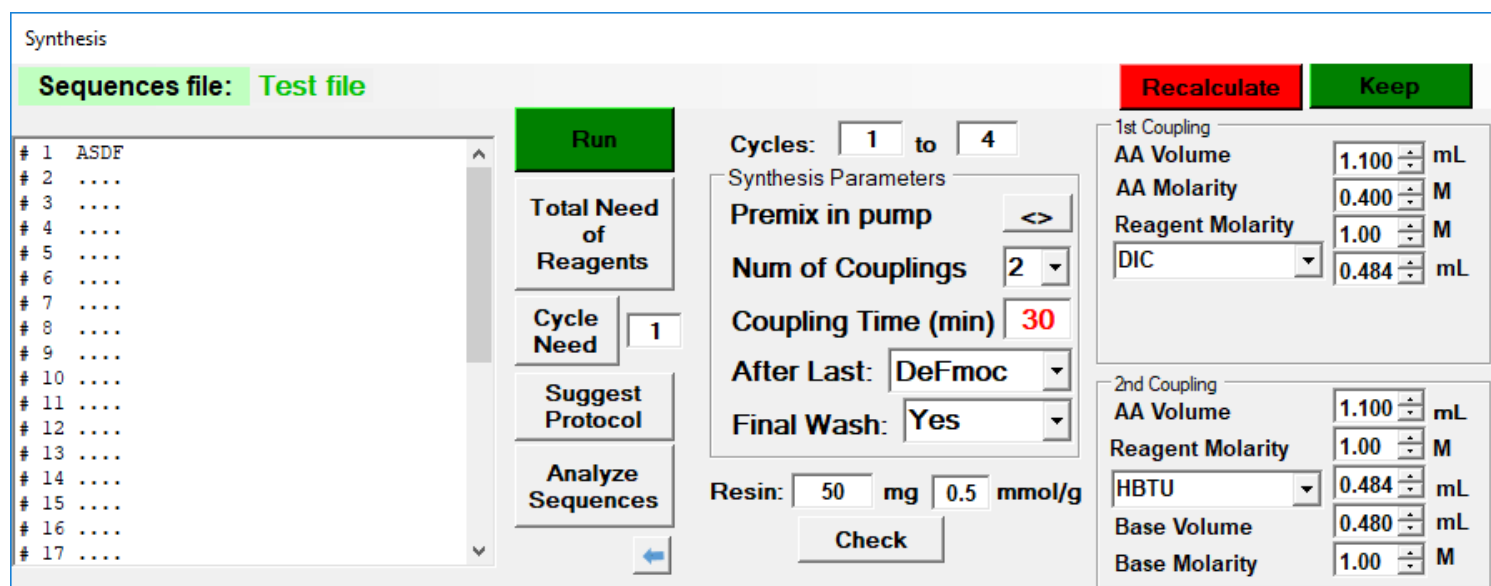 Synthesis
Sequences file: Test file
Recalculate Keep
# 1 ASDF
# 2 ....
# 3 ....
# 4 ....
# 5 ....
# 6 ....
# 7 ....
# 8 ....
# 9 ....
# 10 ....
# 11 ....
# 12 ....
# 13 ....
# 14 ....
# 15 ....
# 16 ....
# 17 ....
Run
Total Need
of
Reagents
Cycle
Need 1
Suggest
Protocol
Analyze
Sequences
Cycles: 1 to 4
Synthesis Parameters
Premix in pump <>
Num of Couplings 2
Coupling Time (min) 30
After Last: DeFmoc
Final Wash: Yes
Resin: 50 mg 0.5 mmol/g
Check
1st Coupling
AA Volume 1.100 mL
AA Molarity 0.400 M
Reagent Molarity 1.00 M
DIC 0.484 mL
2nd Coupling
AA Volume 1.100 mL
Reagent Molarity 1.00 M
HBTU 0.484 mL
Base Volume 0.480 mL
Base Molarity 1.00 M